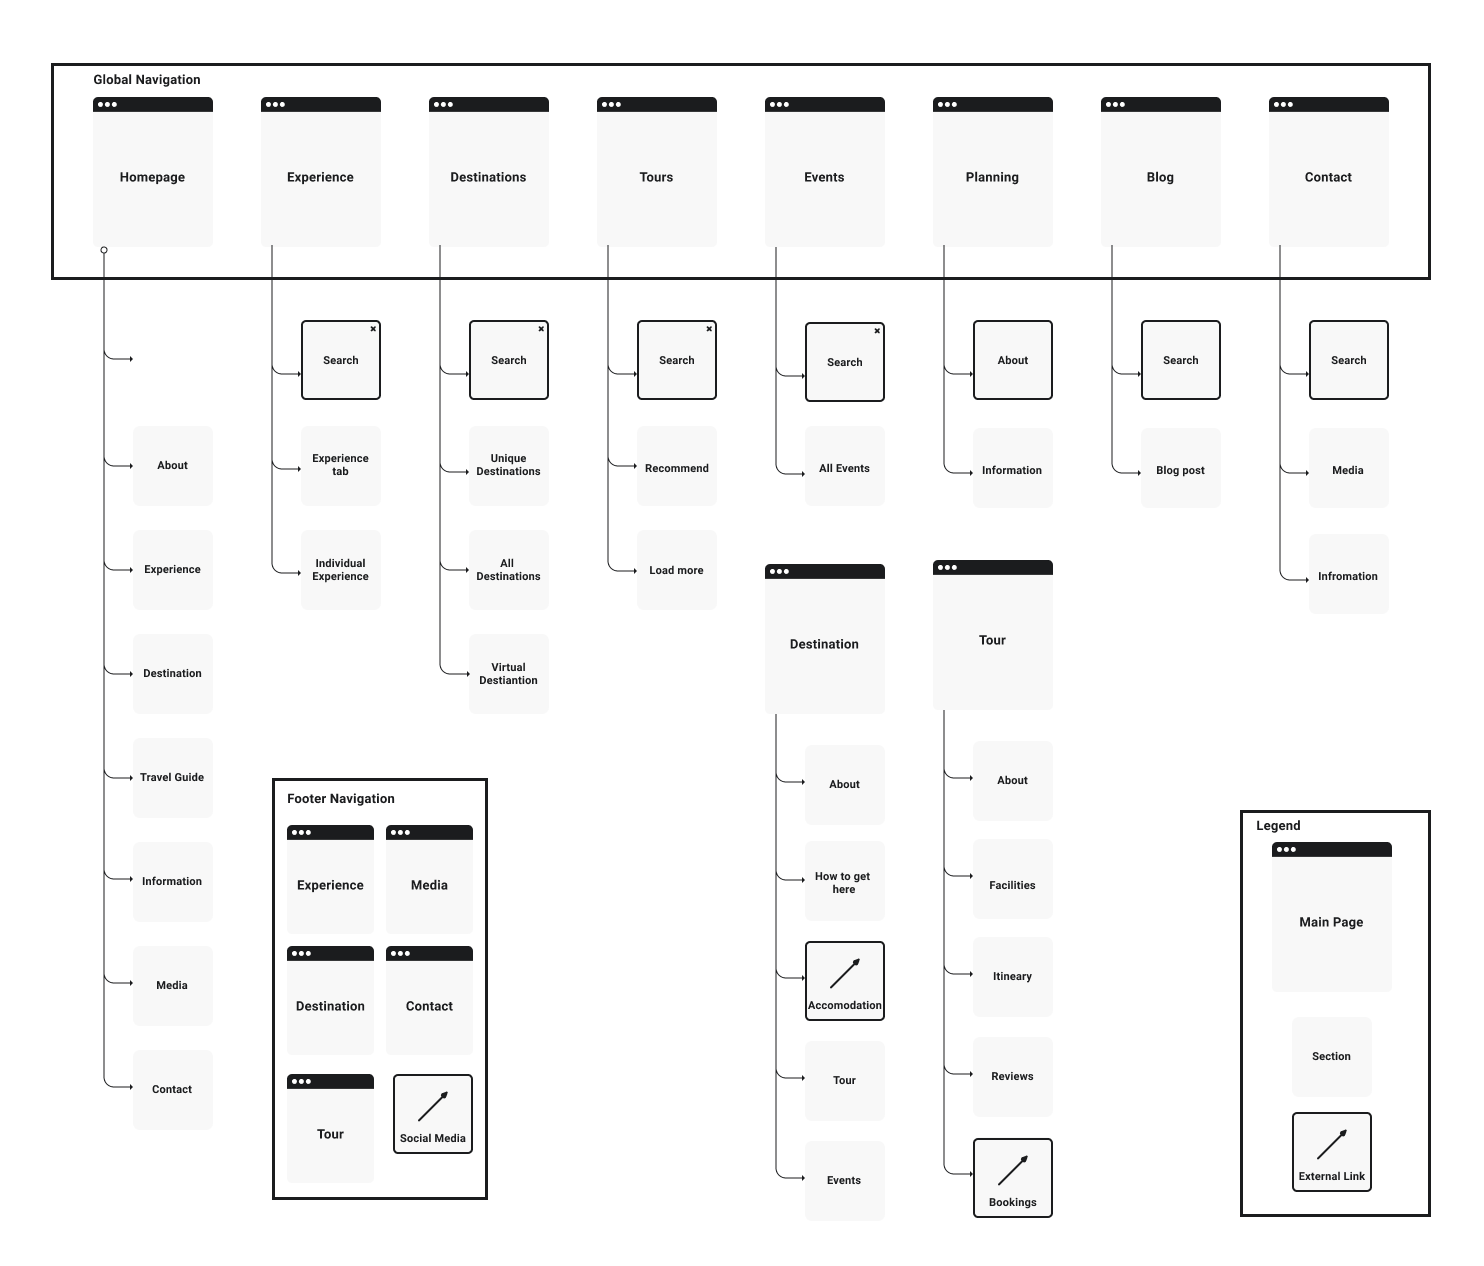 Global Navigation
Homepage
Experience
Destinations
Tours
Events
Planning
Blog
Contact
Search
Search
Search
Search
About
Search
Search
About
Experience
tab
Unique
Destinations
Recommend
All Events
Information
Blog post
Media
Experience
Individual
Experience
All
Destinations
Load more
Infromation
Destination
Tour
Destination
Virtual
Destiantion
Travel Guide
About
About
Information
How to get
here
Facilities
Media
Accomodation
Itineary
Contact
Tour
Reviews
Events
Bookings
Footer Navigation
Experience
Media
Destination
Contact
Tour
Social Media
Legend
Main Page
Section
External Link